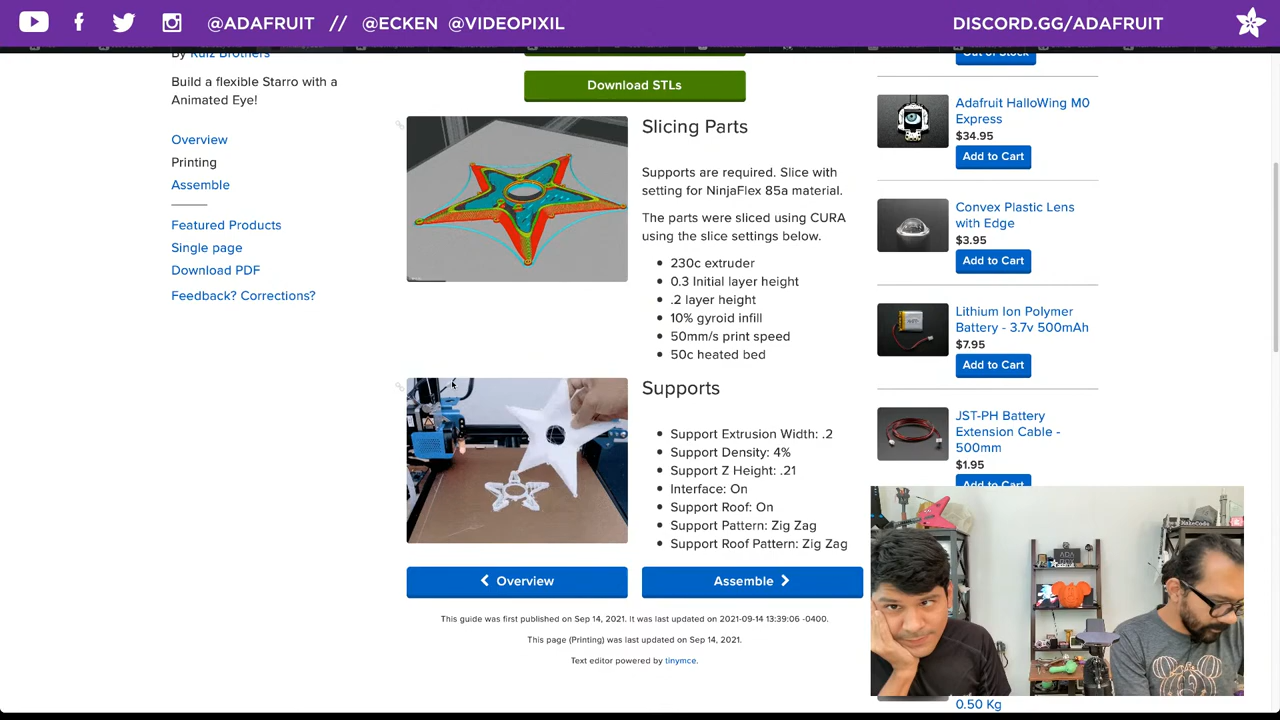 @ADAFRUIT // @ECKEN @VIDEOPIXIL
DISCORD.GG/ADAFRUIT
By Ruiz Brothers
Build a flexible Starro with a
Animated Eye!
Overview
Printing
Assemble
Featured Products
Single page
Download PDF
Feedback? Corrections?
Download STLs
Slicing Parts
Supports are required. Slice with
setting for NinjaFlex 85a material.
The parts were sliced using CURA
using the slice settings below.
230c extruder
0.3 Initial layer height
.2 layer height
10% gyroid infill
50mm/s print speed
50c heated bed
Supports
Support Extrusion Width: .2
Support Density: 4%
Support Z Height: .21
Interface: On
Support Roof: On
Support Pattern: Zig Zag
Support Roof Pattern: Zig Zag
Overview
Assemble
This guide was first published on Sep 14, 2021. It was last updated on 2021-09-14 13:39:06 -0400.
This page (Printing) was last updated on Sep 14, 2021.
Text editor powered by tinymce.
Out of Stock
Adafruit HalloWing M0
Express
$34.95
Add to Cart
Convex Plastic Lens
with Edge
$3.95
Add to Cart
Lithium Ion Polymer
Battery - 3.7v 500mAh
$7.95
Add to Cart
JST-PH Battery
Extension Cable -
500mm
$1.95
Add to Cart
0.50 Kg